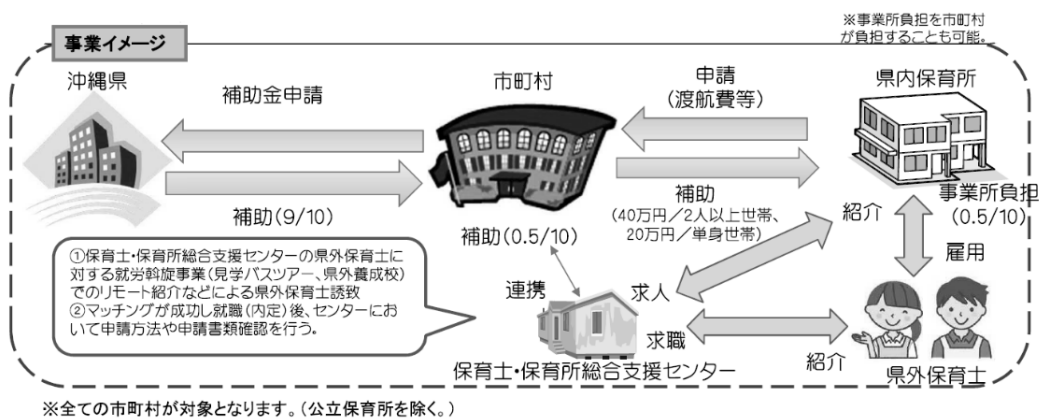 ※事業所負担を市町村
が負担することも可能。
事業イメージ
沖縄県
補助金申請
市町村
申請
(渡航費等)
県内保育所
補助(9/10)
補助(0.5/10)
補助
(40万円/2人以上世帯、
20万円/単身世帯)
紹介
事業所負担
(0.5/10)
雇用
①保育士・保育所総合支援センターの県外保育士に
対する就労斡旋事業(見学バスツアー、県外養成校)
でのリモート紹介などによる県外保育士誘致
②マッチングが成功し就職(内定)後、センターにお
いて申請方法や申請書類確認を行う。
連携
求人
求職
紹介
保育士・保育所総合支援センター
県外保育士
※全ての市町村が対象となります。(公立保育所を除く。)